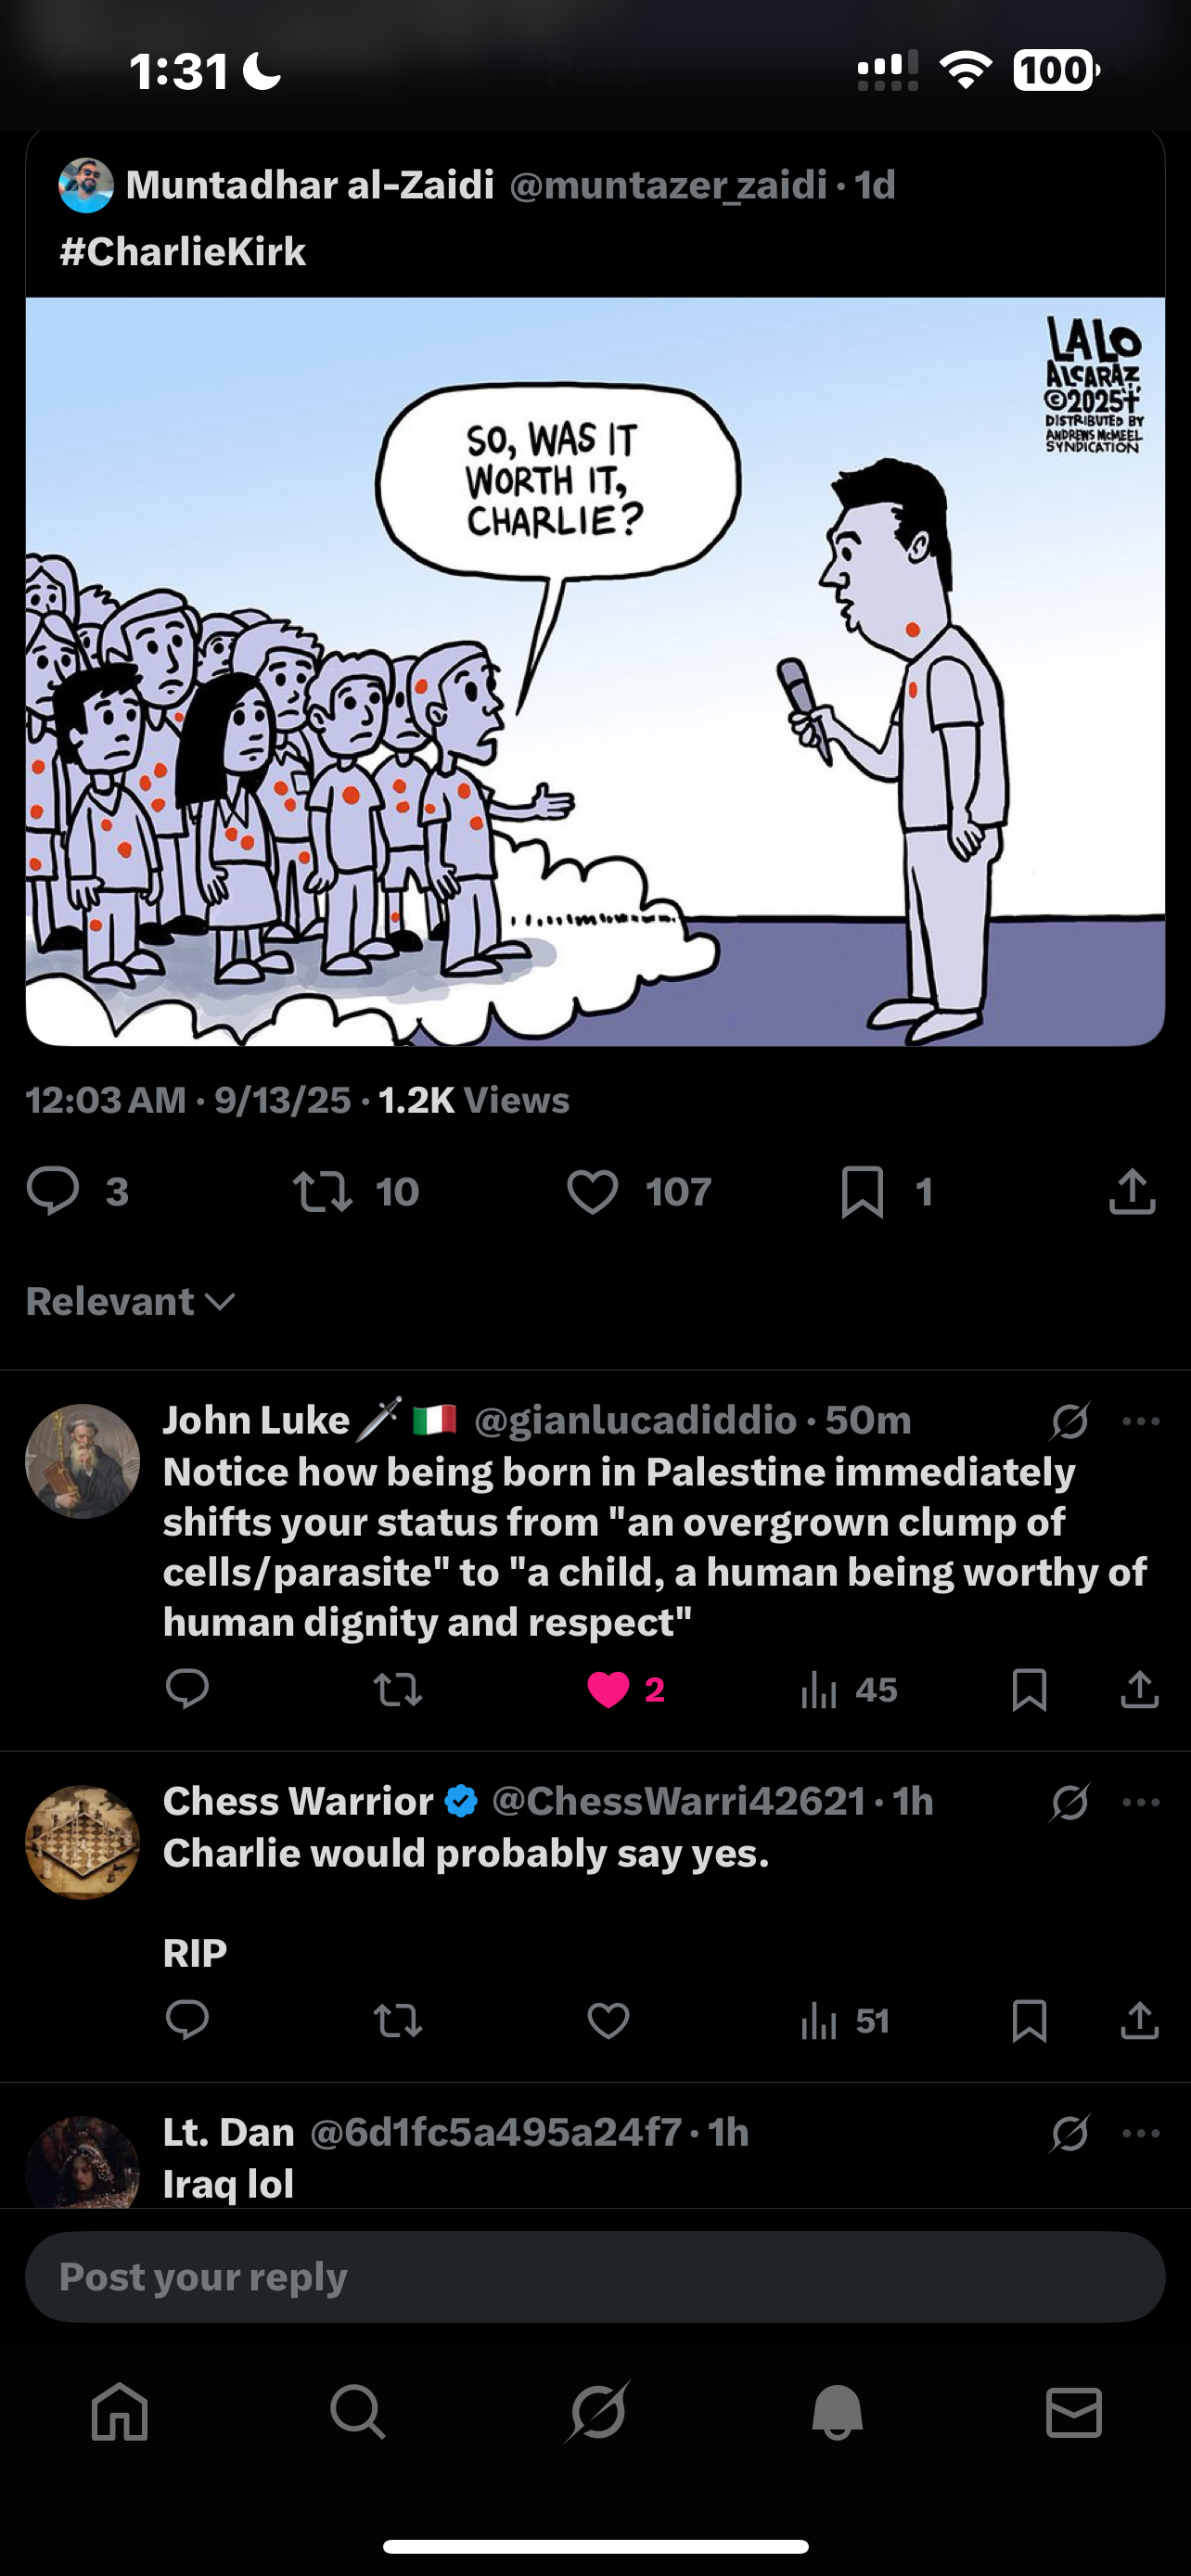 1:31
100
Post
Muntadhar al-Zaidi @muntazer_zaidi · 1d
#CharlieKirk
LALO
ALCARAZ
©2025
DISTRIBUTED BY
ANDREWS McMEEL
SYNDICATION
SO, WAS IT
WORTH IT,
CHARLIE?
12:03 AM · 9/13/25 · 1.2K Views
3 10 107 1
Relevant
John Luke 🗡️🇮🇹 @gianlucadiddio · 50m
Notice how being born in Palestine immediately
shifts your status from "an overgrown clump of
cells/parasite" to "a child, a human being worthy of
human dignity and respect"
2 45
Chess Warrior @ChessWarri42621 · 1h
Charlie would probably say yes.
RIP
51
Lt. Dan @6d1fc5a495a24f7 · 1h
Iraq lol
Post your reply